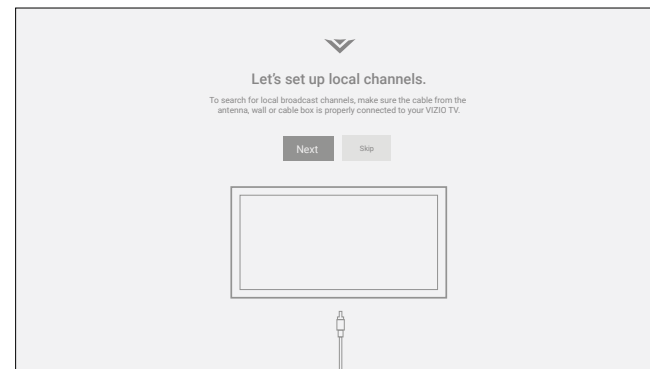 Let's set up local channels.
To search for local broadcast channels, make sure the cable from the
antenna, wall or cable box is properly connected to your VIZIO TV.
Next
Skip